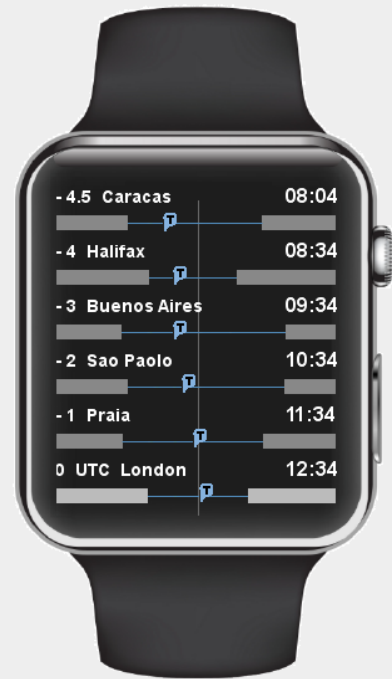 - 4.5 Caracas 08:04
T
- 4 Halifax 08:34
T
- 3 Buenos Aires 09:34
T
- 2 Sao Paolo 10:34
T
- 1 Praia 11:34
T
0 UTC London 12:34
T